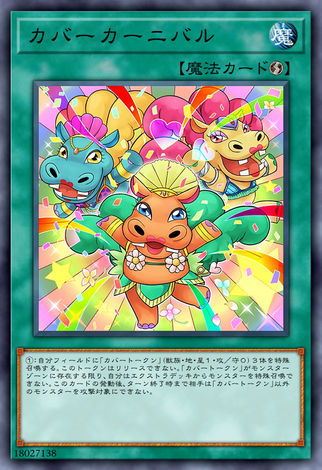 カバーカーニバル
魔
【魔法カード】
①:自分フィールドに「カバートークン」(獣族・地・星1・攻/守0)3体を特殊
召喚する。このトークンはリリースできない。「カバートークン」がモンスター
ゾーンに存在する限り、自分はエクストラデッキからモンスターを特殊召喚で
きない。このカードの発動後、ターン終了時まで相手は「カバートークン」以外
のモンスターを攻撃対象にできない。
18027138